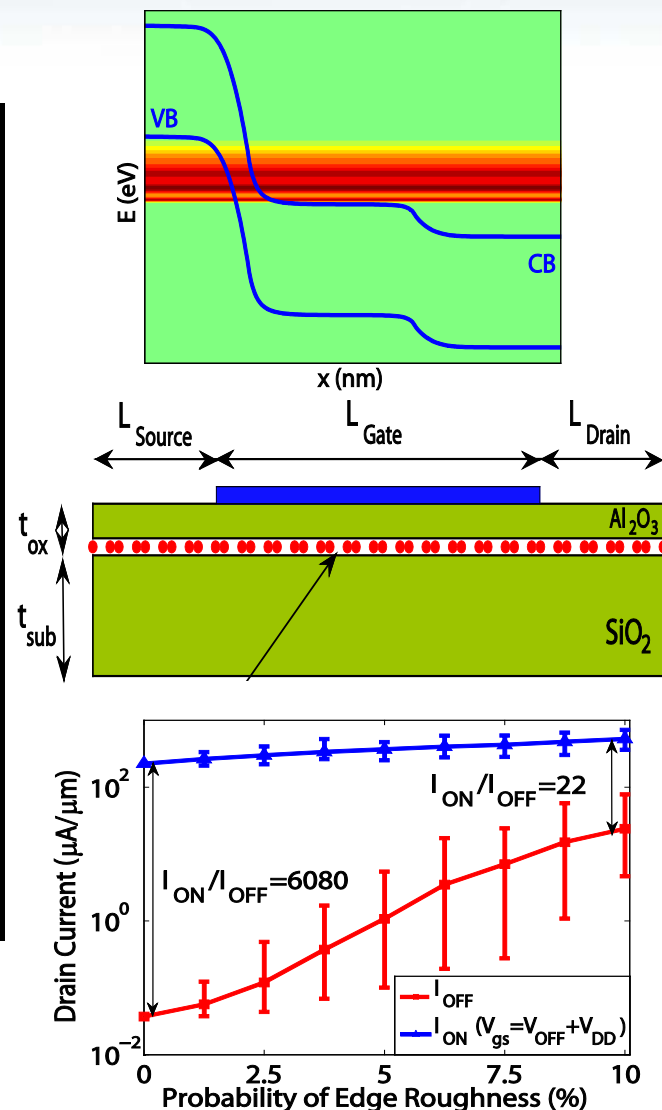 VB
E (eV)
CB
x (nm)
L Source
L Gate
L Drain
t ox
Al2O3
t sub
SiO2
Drain Current (μA/μm)
10^2
10^0
10^-2
I ON /I OFF =22
I ON /I OFF =6080
I OFF
I ON (V gs =V OFF +V DD )
0
2.5
5
7.5
10
Probability of Edge Roughness (%)